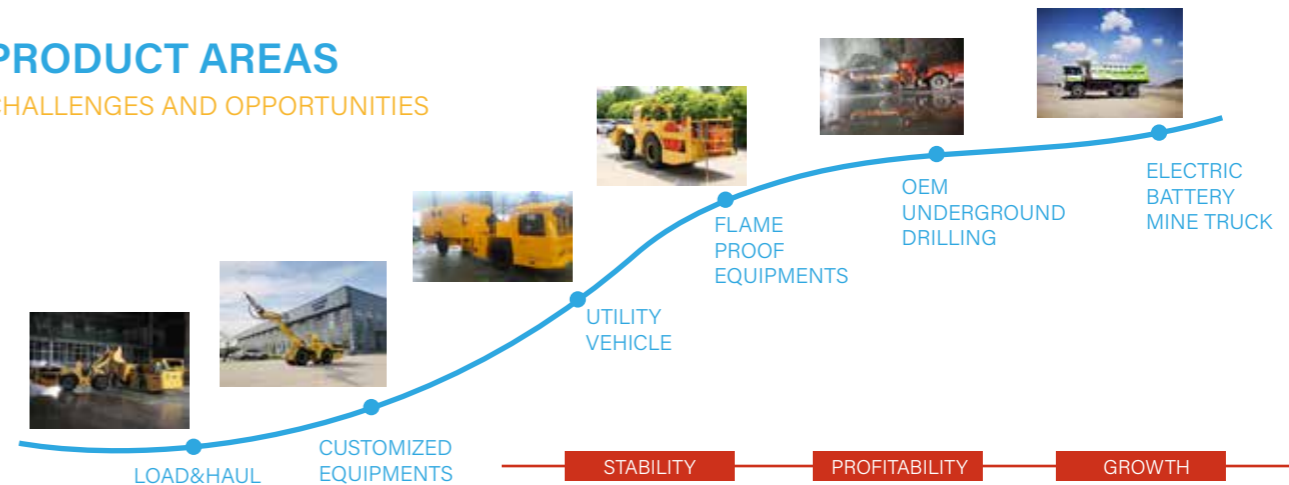 PRODUCT AREAS
CHALLENGES AND OPPORTUNITIES
LOAD&HAUL
CUSTOMIZED
EQUIPMENTS
UTILITY
VEHICLE
FLAME
PROOF
EQUIPMENTS
OEM
UNDERGROUND
DRILLING
ELECTRIC
BATTERY
MINE TRUCK
STABILITY
PROFITABILITY
GROWTH